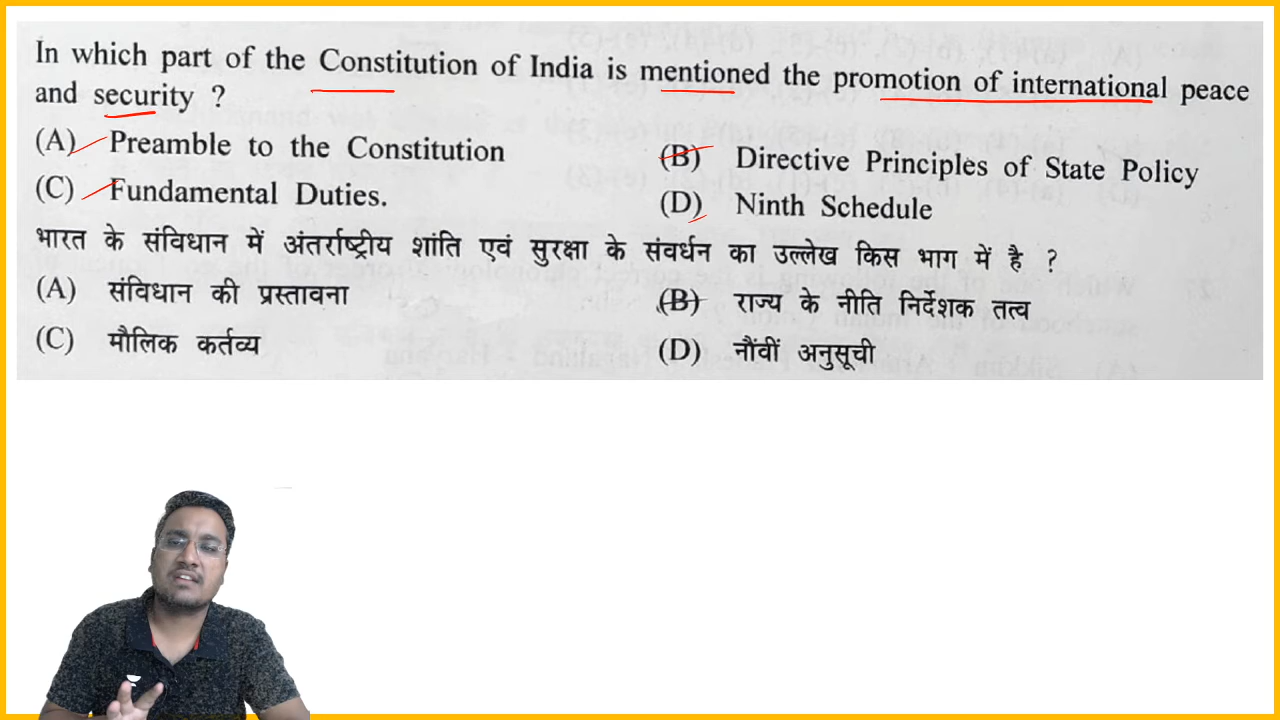 In which part of the Constitution of India is mentioned the promotion of international peace
and security ?
(A) Preamble to the Constitution (B) Directive Principles of State Policy
(C) Fundamental Duties. (D) Ninth Schedule
भारत के संविधान में अंतर्राष्ट्रीय शांति एवं सुरक्षा के संवर्धन का उल्लेख किस भाग में है ?
(A) संविधान की प्रस्तावना (B) राज्य के नीति निर्देशक तत्व
(C) मौलिक कर्तव्य (D) नौंवीं अनुसूची